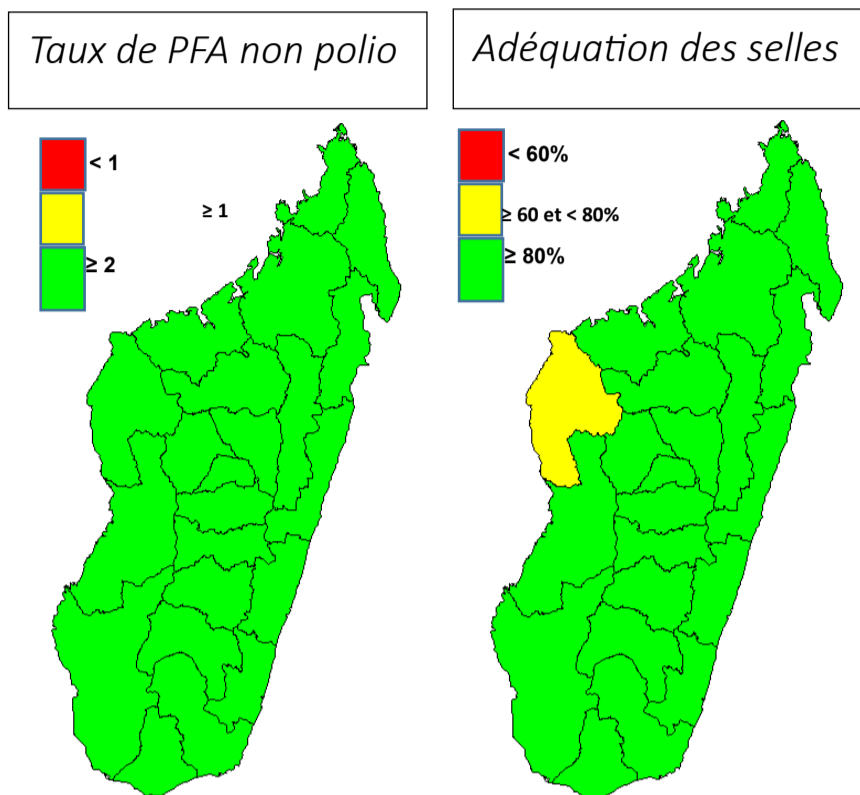 Taux de PFA non polio
< 1
≥ 1
≥ 2
Adéquation des selles
< 60%
≥ 60 et < 80%
≥ 80%